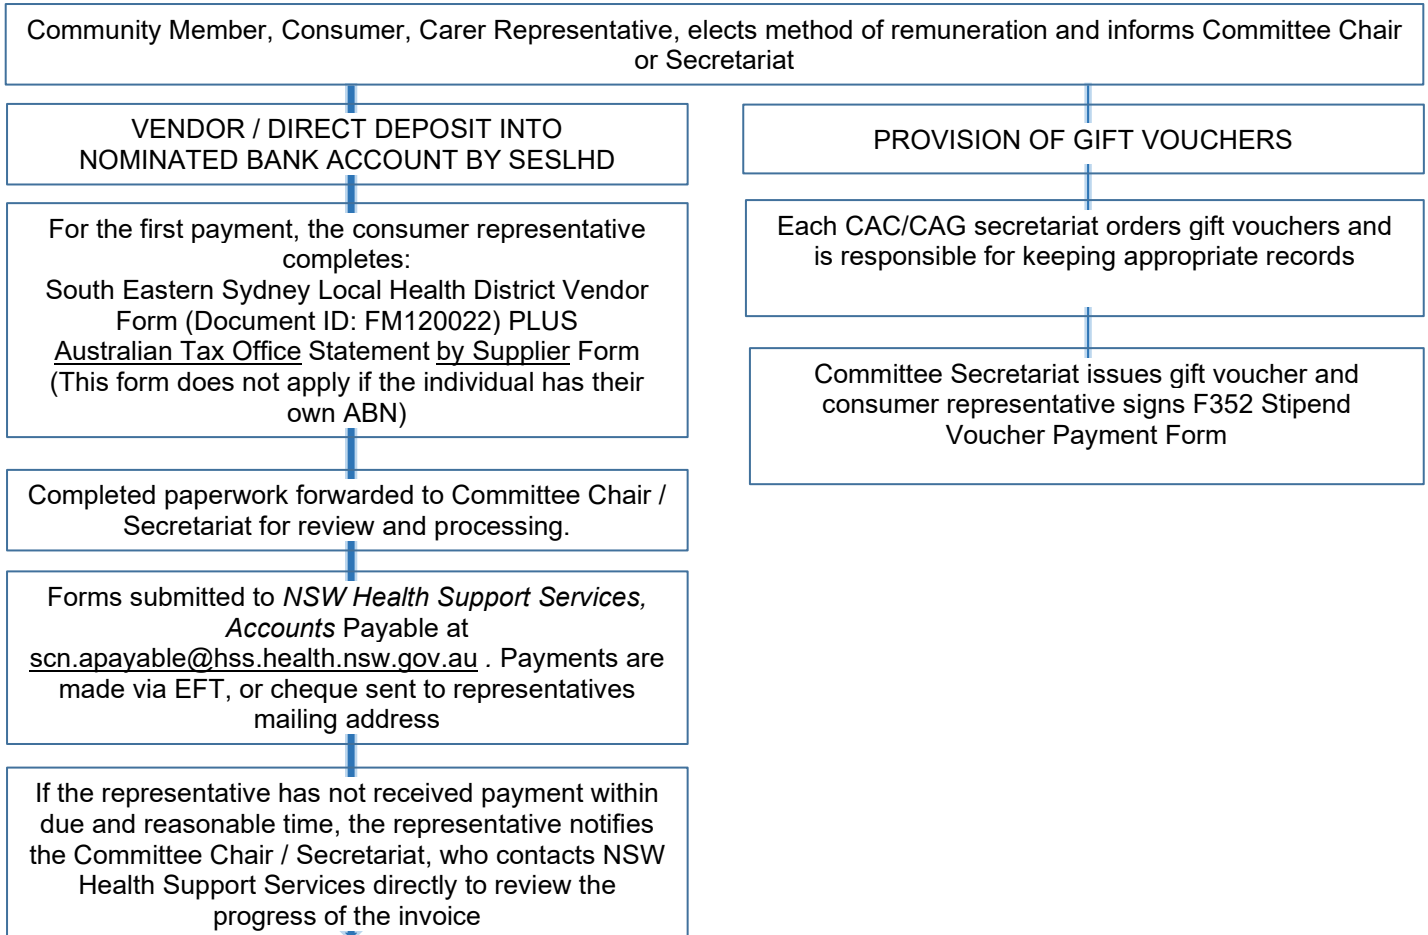 Community Member, Consumer, Carer Representative, elects method of remuneration and informs Committee Chair
or Secretariat
VENDOR / DIRECT DEPOSIT INTO
NOMINATED BANK ACCOUNT BY SESLHD
For the first payment, the consumer representative
completes:
South Eastern Sydney Local Health District Vendor
Form (Document ID: FM120022) PLUS
Australian Tax Office Statement by Supplier Form
(This form does not apply if the individual has their
own ABN)
Completed paperwork forwarded to Committee Chair /
Secretariat for review and processing.
Forms submitted to NSW Health Support Services,
Accounts Payable at
scn.apayable@hss.health.nsw.gov.au . Payments are
made via EFT, or cheque sent to representatives
mailing address
If the representative has not received payment within
due and reasonable time, the representative notifies
the Committee Chair / Secretariat, who contacts NSW
Health Support Services directly to review the
progress of the invoice
PROVISION OF GIFT VOUCHERS
Each CAC/CAG secretariat orders gift vouchers and
is responsible for keeping appropriate records
Committee Secretariat issues gift voucher and
consumer representative signs F352 Stipend
Voucher Payment Form